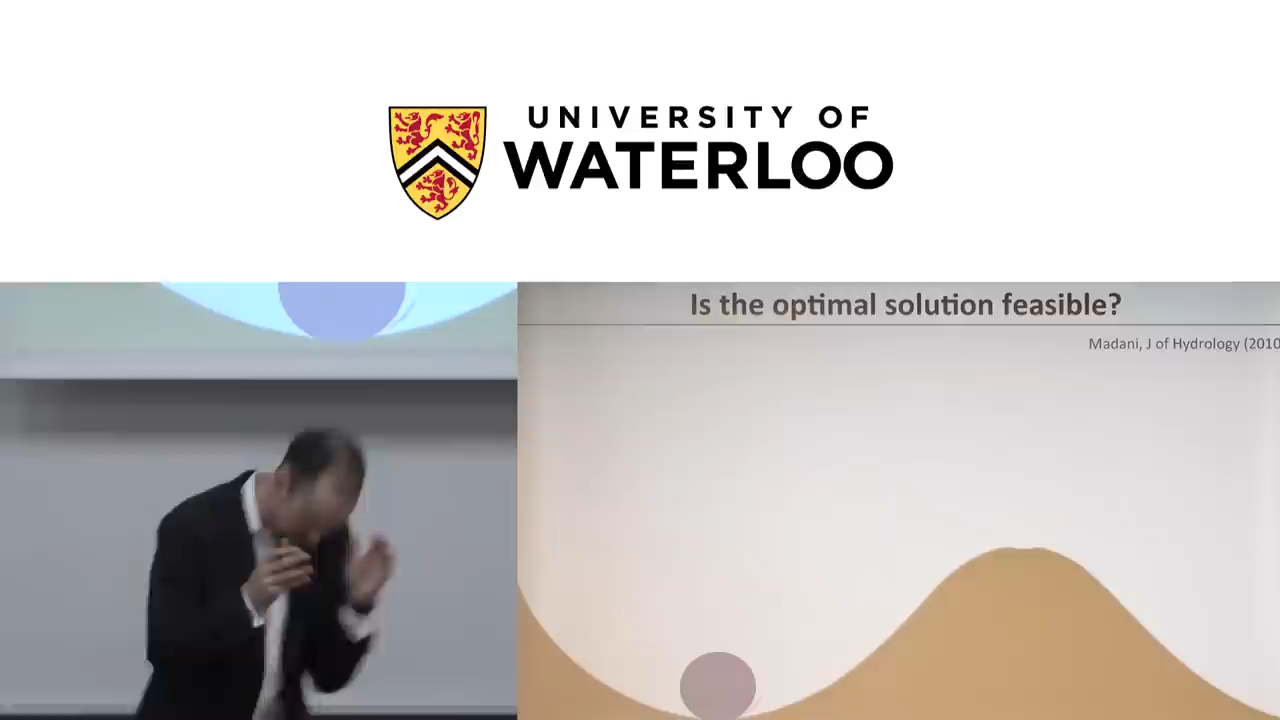 UNIVERSITY OF
WATERLOO
Is the optimal solution feasible?
Madani, J of Hydrology (2010